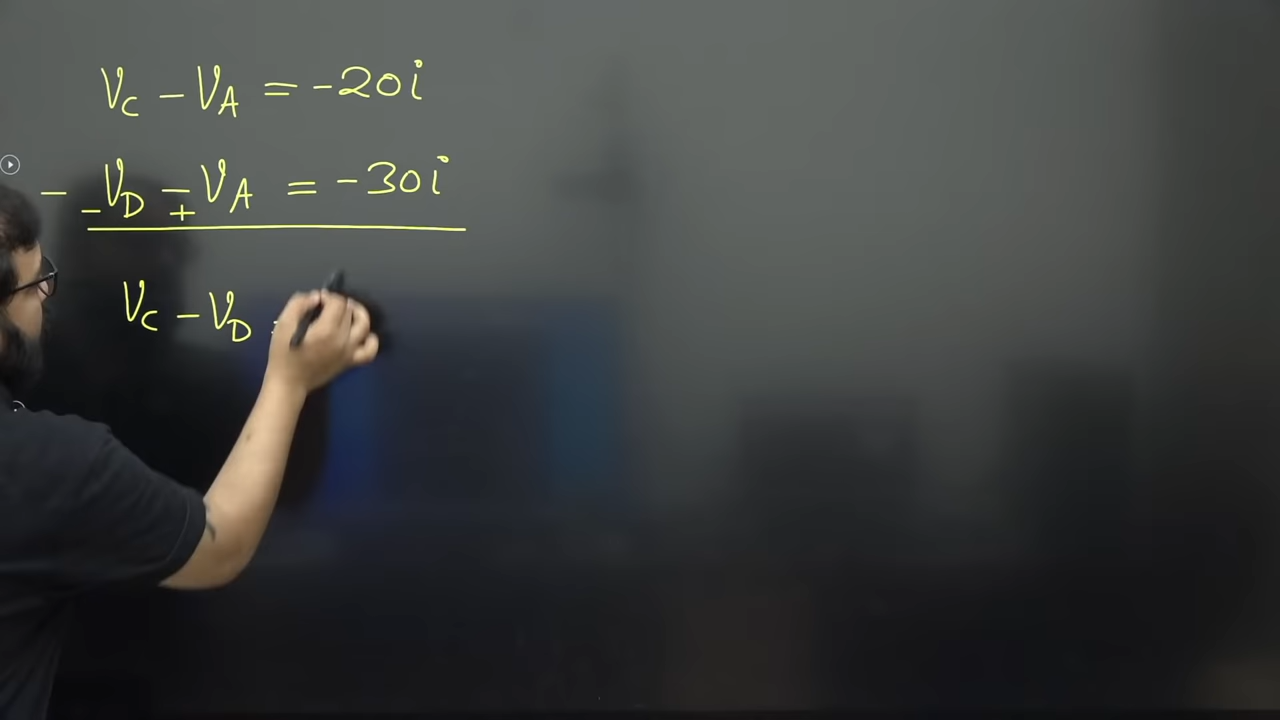 V_C - V_A = -20i
- V_D - V_A = -30i
- +
V_C - V_D